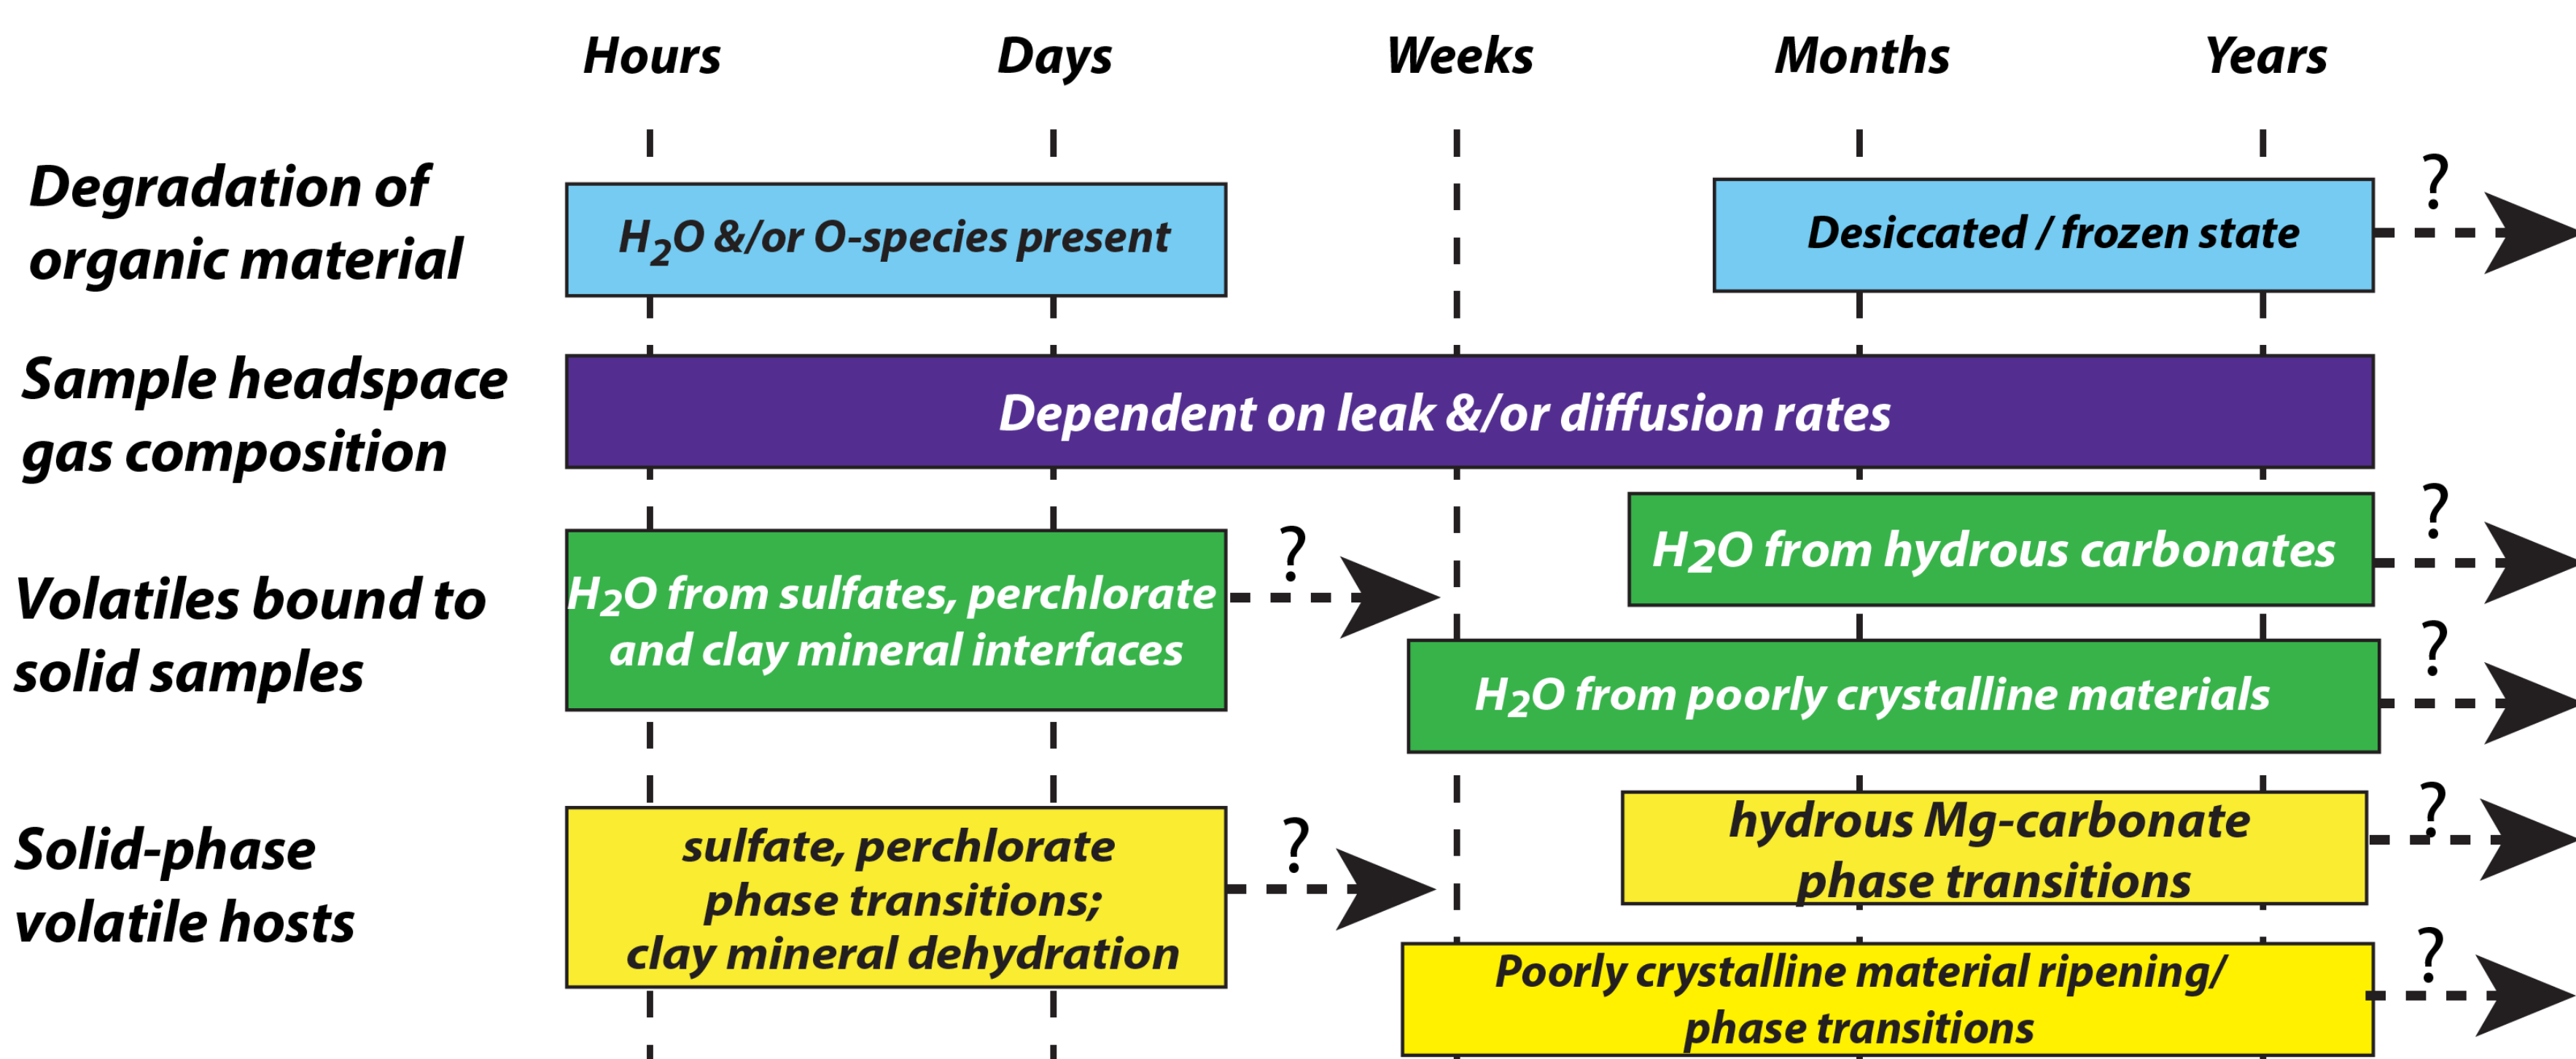 Hours Days Weeks Months Years
Degradation of
organic material
H₂O &/or O-species present
Desiccated / frozen state
?
Sample headspace
gas composition
Dependent on leak &/or diffusion rates
Volatiles bound to
solid samples
H₂O from sulfates, perchlorate
and clay mineral interfaces
?
H₂O from hydrous carbonates
?
H₂O from poorly crystalline materials
?
Solid-phase
volatile hosts
sulfate, perchlorate
phase transitions;
clay mineral dehydration
?
hydrous Mg-carbonate
phase transitions
?
Poorly crystalline material ripening/
phase transitions
?